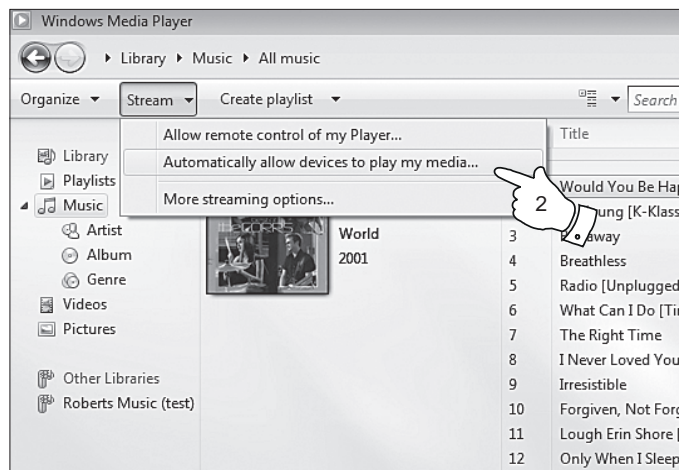 Windows Media Player
Library Music All music
Organize Stream Create playlist Search
Allow remote control of my Player...
Automatically allow devices to play my media...
More streaming options...
2
Library
Playlists
Music
Artist
Album
Genre
Videos
Pictures
Other Libraries
Roberts Music (test)
the CORRS
World
2001
Title
Would You Be
[K-Klass
3
4 Breathless
5 Radio [Unplugged
6 What Can I Do
7 The Right Time
8 I Never Loved You
9 Irresistible
10 Forgiven, Not
11 Lough Erin Shore [
12 Only When I Sleep